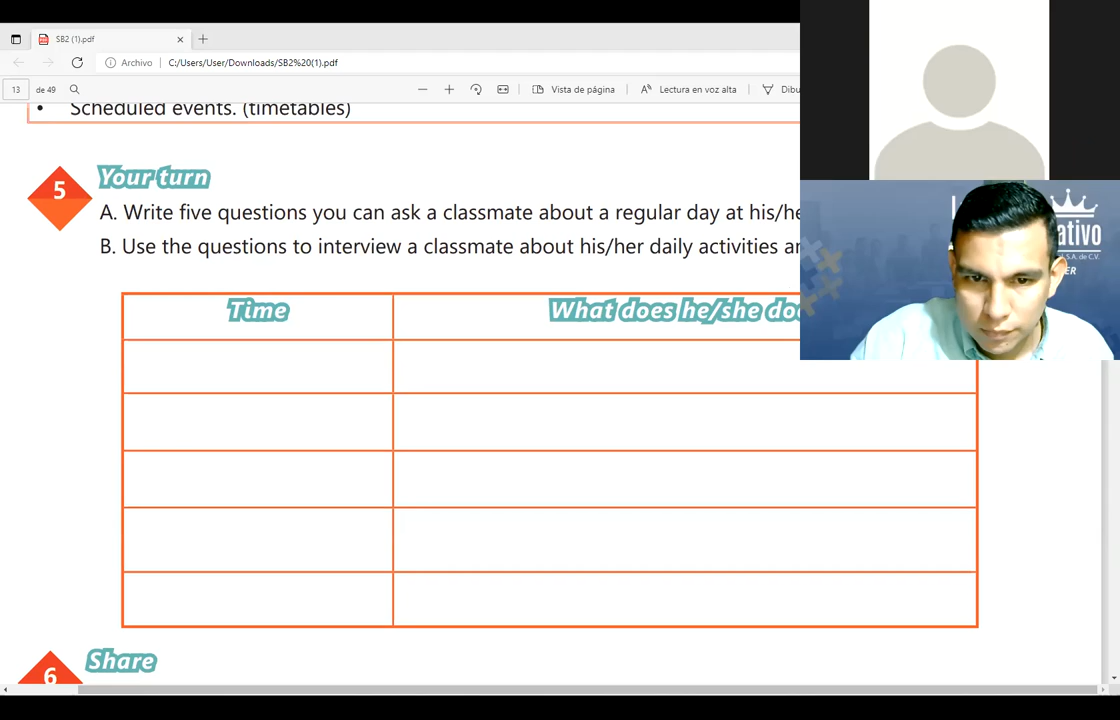 SB2 (1).pdf
Archivo
C:/Users/User/Downloads/SB2%20(1).pdf
13 de 49
Vista de página
Lectura en voz alta
Dibu
• Scheduled events. (timetables)
5
Your turn
A. Write five questions you can ask a classmate about a regular day at his/he
B. Use the questions to interview a classmate about his/her daily activities
Time
What does he/she do
ativo
S.A. de C.V.
6
Share